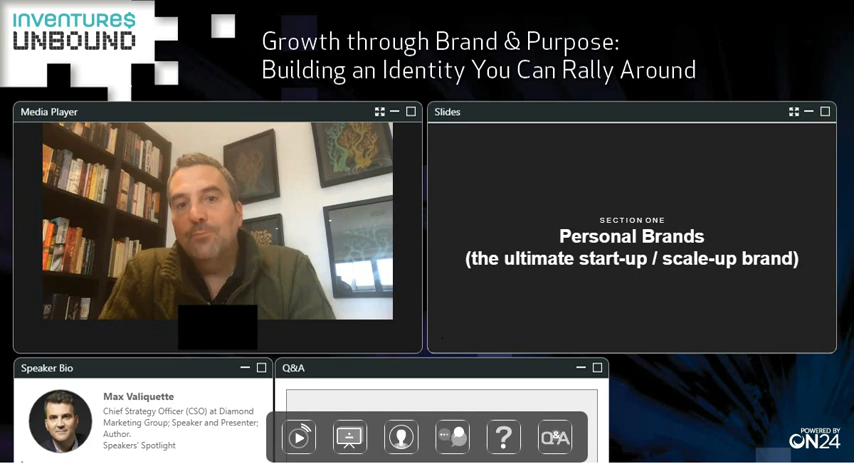 INVENTURE$
UNBOUND
Growth through Brand & Purpose:
Building an Identity You Can Rally Around
Media Player
Slides
SECTION ONE
Personal Brands
(the ultimate start-up / scale-up brand)
Speaker Bio
Q&A
Max Valiquette
Chief Strategy Officer (CSO) at Diamond
Marketing Group; Speaker and Presenter;
Author.
Speakers' Spotlight
?
Q&A
POWERED BY
ON24